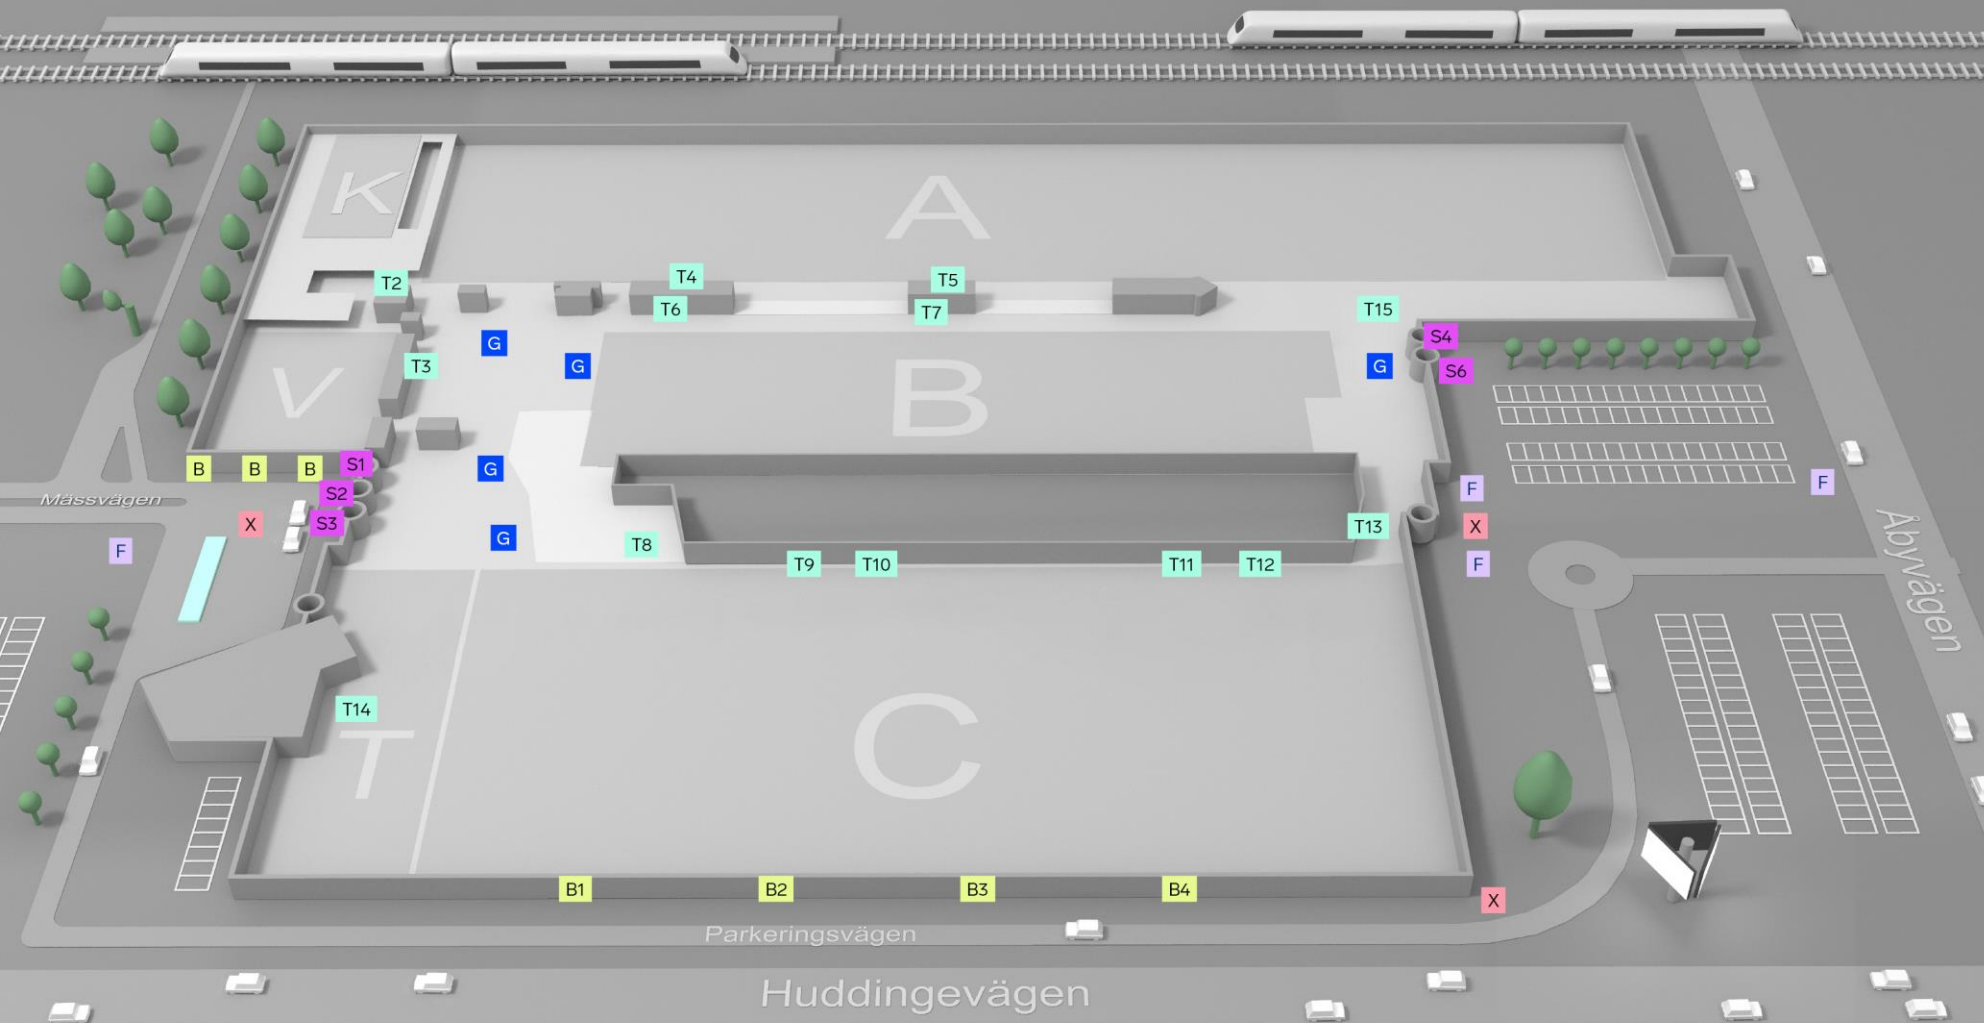 K
A
T2
T4
T5
T6
T7
T15
S4
G
G
G
S6
T3
V
B
B
B
B
S1
G
F
F
S2
Mässvägen
S3
X
T13
X
F
G
T8
T9
T10
T11
T12
F
Åbyvägen
T14
T
C
B1
B2
B3
B4
X
Parkeringsvägen
Huddingevägen